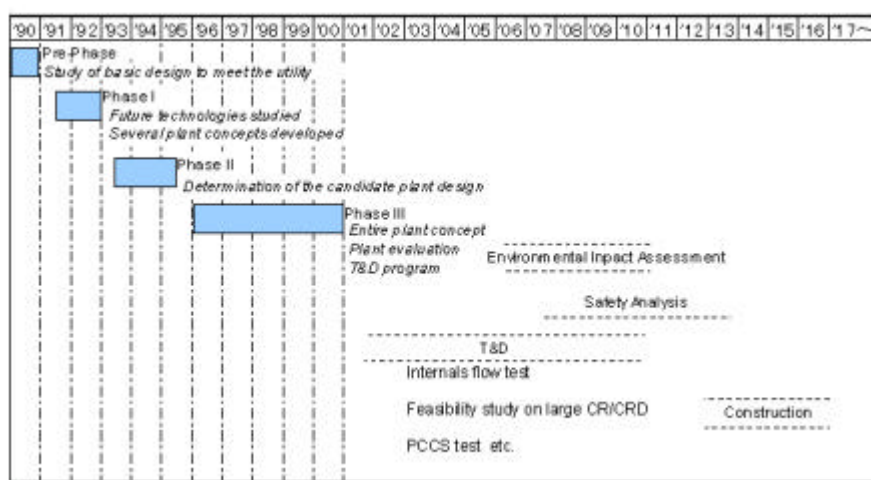 '90 '91 '92 '93 '94 '95 '96 '97 '98 '99 '00 '01 '02 '03 '04 '05 '06 '07 '08 '09 '10 '11 '12 '13 '14 '15 '16 '17～
Pre-Phase
Study of basic design to meet the utility
Phase I
Future technologies studied
Several plant concepts developed
Phase II
Determination of the candidate plant design
Phase III
Entire plant concept
Plant evaluation
T&D program
Environmental Inpact Assessment
Safety Analysis
T&D
Internals flow test
Feasibility study on large CR/CRD
Construction
PCCS test etc.